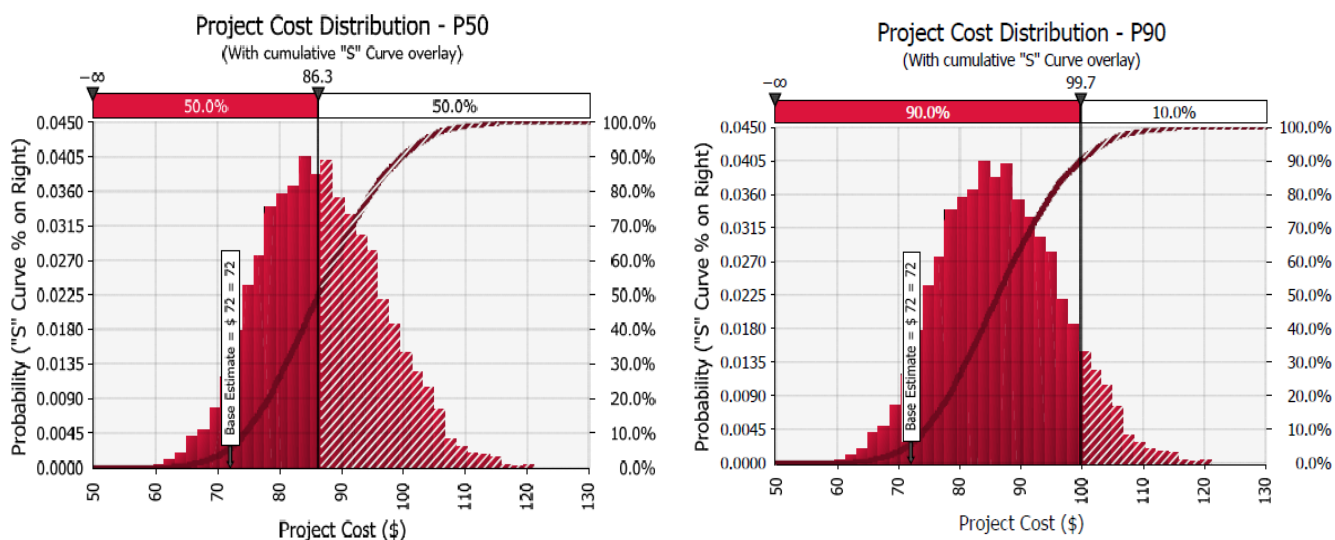 Project Cost Distribution - P50
(With cumulative "S" Curve overlay)
−∞ 86.3
50.0% 50.0%
0.0450 100.0%
0.0405 90.0%
0.0360 80.0%
0.0315 70.0%
0.0270 60.0%
0.0225 50.0%
0.0180 40.0%
0.0135 30.0%
0.0090 20.0%
0.0045 10.0%
0.0000 0.0%
Probability ("S" Curve % on Right)
Base Estimate = $ 72 = 72
50 60 70 80 90 100 110 120 130
Project Cost ($)
Project Cost Distribution - P90
(With cumulative "S" Curve overlay)
−∞ 99.7
90.0% 10.0%
0.0450 100.0%
0.0405 90.0%
0.0360 80.0%
0.0315 70.0%
0.0270 60.0%
0.0225 50.0%
0.0180 40.0%
0.0135 30.0%
0.0090 20.0%
0.0045 10.0%
0.0000 0.0%
Probability ("S" Curve % on Right)
Base Estimate = $ 72 = 72
50 60 70 80 90 100 110 120 130
Project Cost ($)